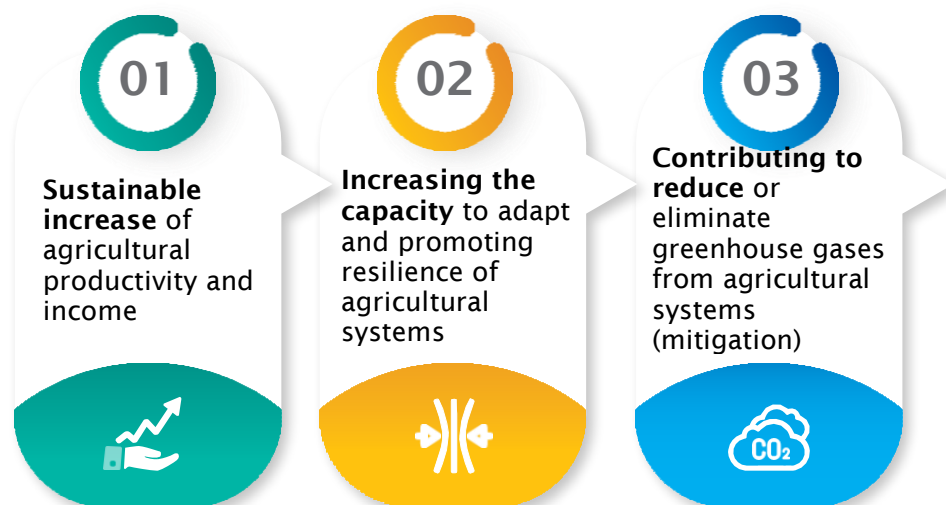 01
Sustainable
increase of
agricultural
productivity and
income
02
Increasing the
capacity to adapt
and promoting
resilience of
agricultural
systems
03
Contributing to
reduce or
eliminate
greenhouse gases
from agricultural
systems
(mitigation)
CO₂